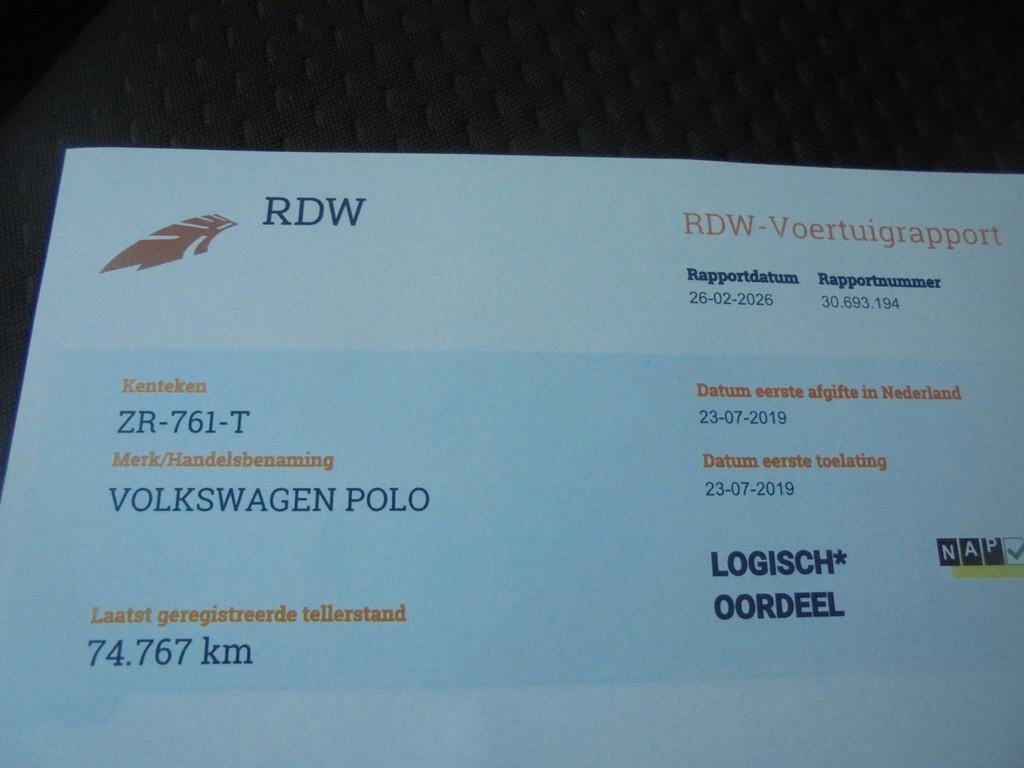 RDW
RDW-Voertuigrapport
Rapportdatum Rapportnummer
26-02-2026 30.693.194
Kenteken
ZR-761-T
Merk/Handelsbenaming
VOLKSWAGEN POLO
Datum eerste afgifte in Nederland
23-07-2019
Datum eerste toelating
23-07-2019
LOGISCH*
OORDEEL
NAP
Laatst geregistreerde tellerstand
74.767 km